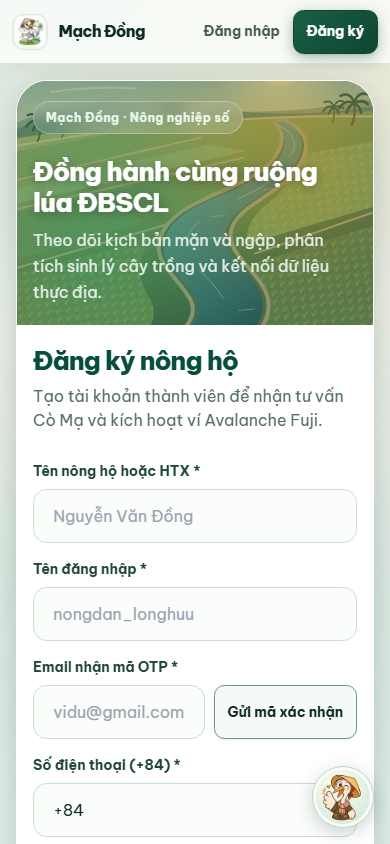 Mạch Đồng
Đăng nhập
Đăng ký
Mạch Đồng · Nông nghiệp số
Đồng hành cùng ruộng
lúa ĐBSCL
Theo dõi kịch bản mặn và ngập, phân
tích sinh lý cây trồng và kết nối dữ liệu
thực địa.
Đăng ký nông hộ
Tạo tài khoản thành viên để nhận tư vấn
Cò Mạ và kích hoạt ví Avalanche Fuji.
Tên nông hộ hoặc HTX *
Nguyễn Văn Đồng
Tên đăng nhập *
nongdan_longhuu
Email nhận mã OTP *
vidu@gmail.com
Gửi mã xác nhận
Số điện thoại (+84) *
+84